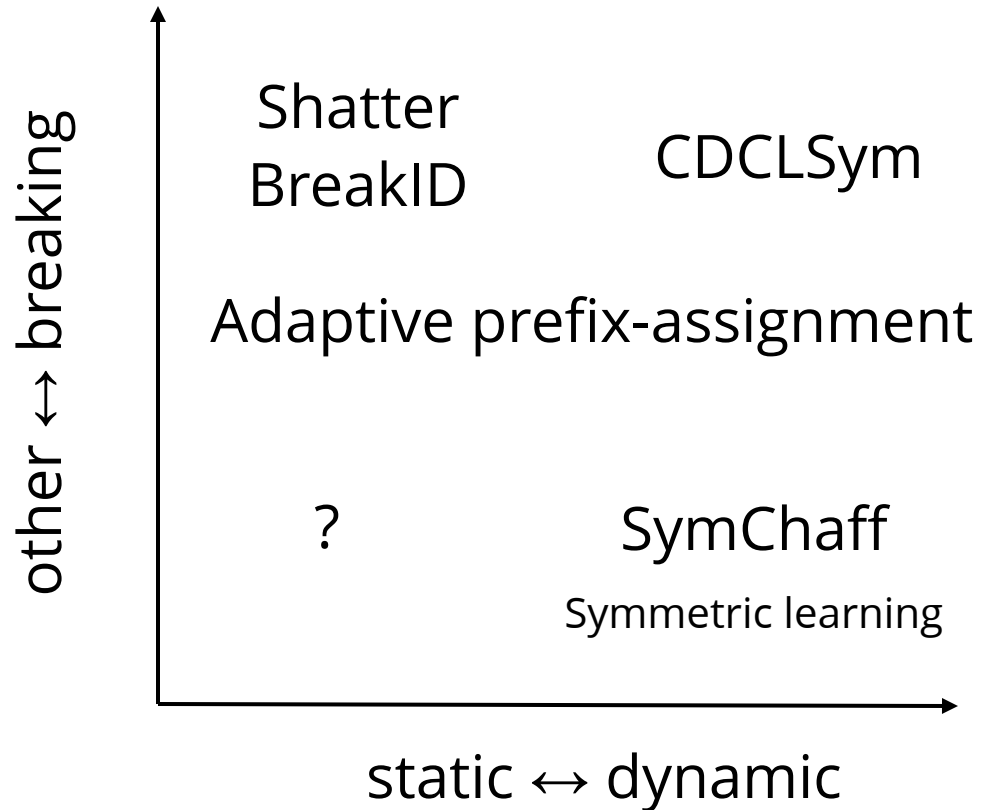 Shatter
BreakID
CDCLSym
Adaptive prefix-assignment
?
SymChaff
Symmetric learning
other ↔ breaking
static ↔ dynamic